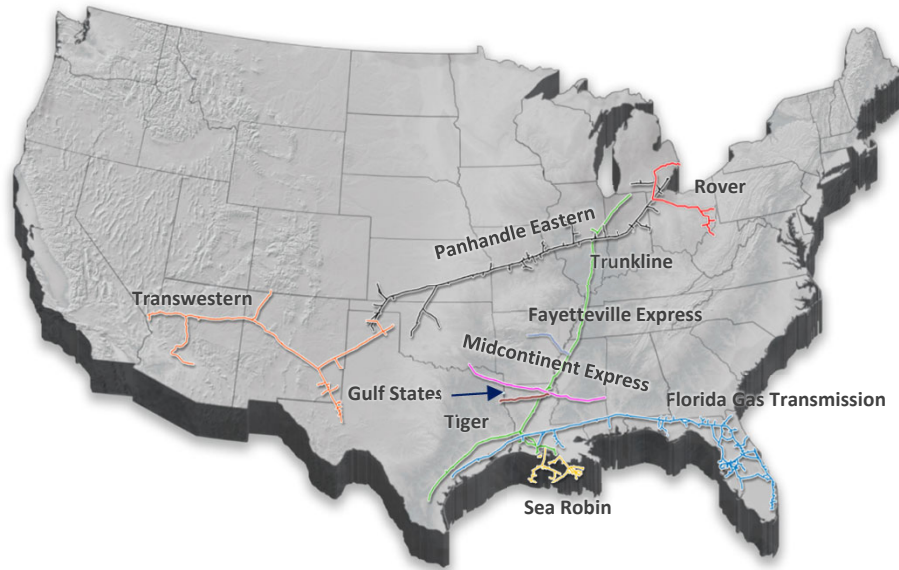 Rover
Panhandle Eastern
Trunkline
Transwestern
Fayetteville Express
Midcontinent Express
Gulf States
Florida Gas Transmission
Tiger
Sea Robin